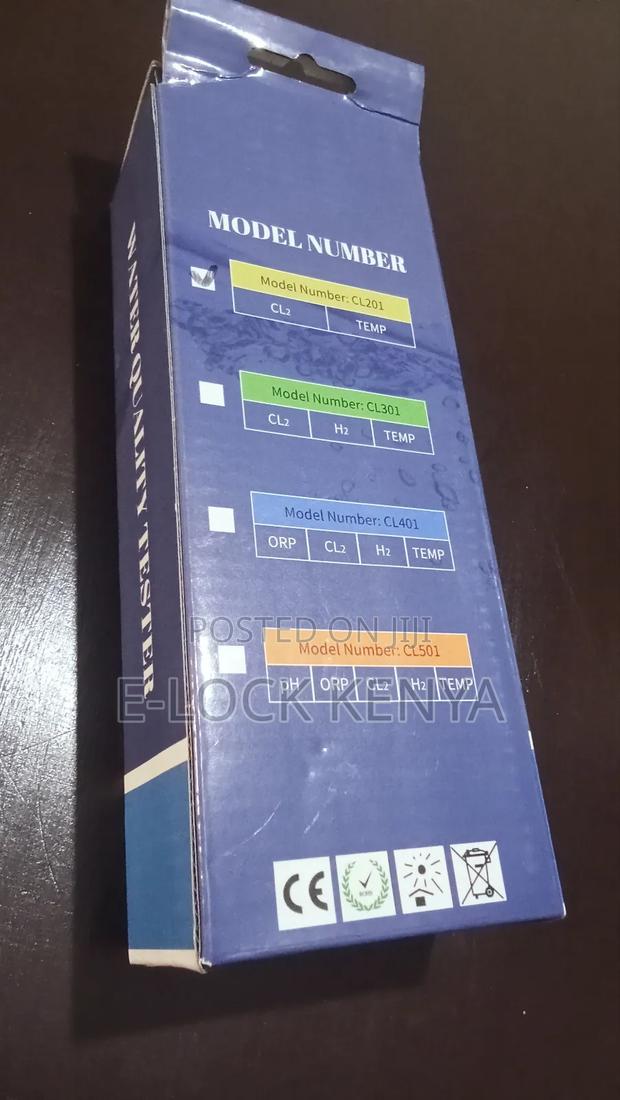 MODEL NUMBER
Model Number: CL201
CL₂ TEMP
Model Number: CL301
CL₂ H₂ TEMP
Model Number: CL401
ORP CL₂ H₂ TEMP
POSTED ON JIJI
Model Number: CL501
pH ORP CL₂ H₂ TEMP
E-LOCK KENYA
WATER QUALITY TESTER
CE